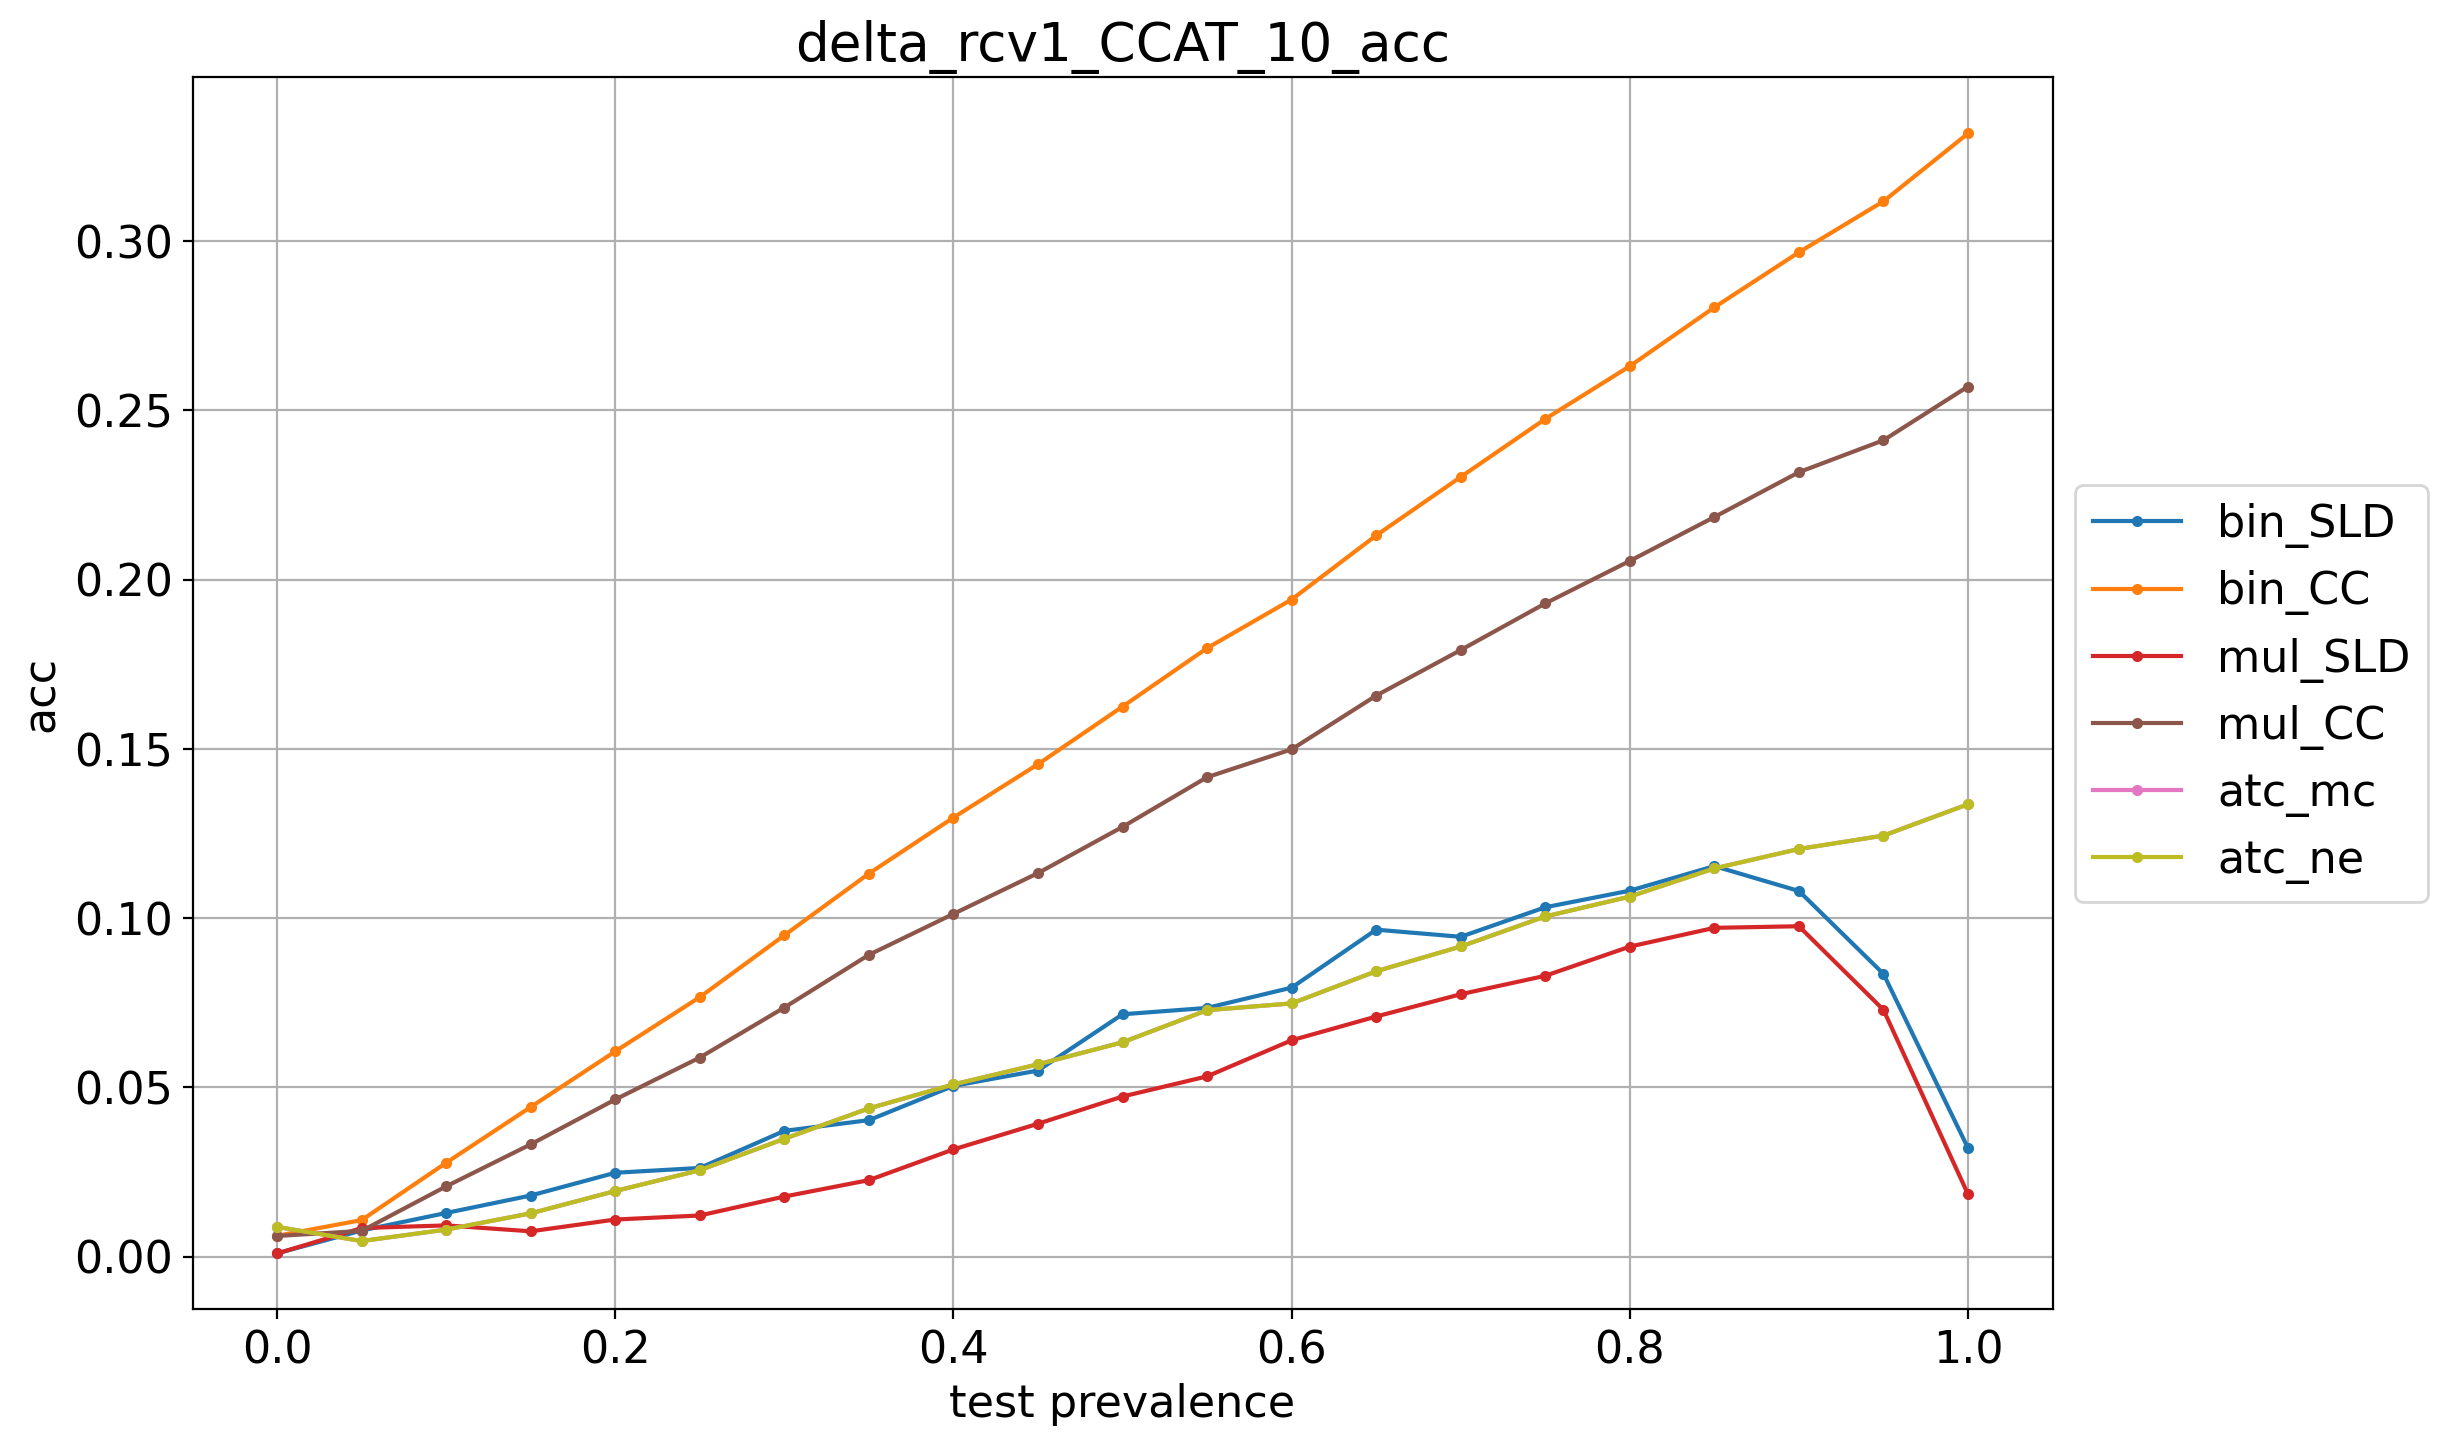 delta_rcv1_CCAT_10_acc
0.30
0.25
0.20
0.15
0.10
0.05
0.00
acc
0.0 0.2 0.4 0.6 0.8 1.0
test prevalence
bin_SLD
bin_CC
mul_SLD
mul_CC
atc_mc
atc_ne